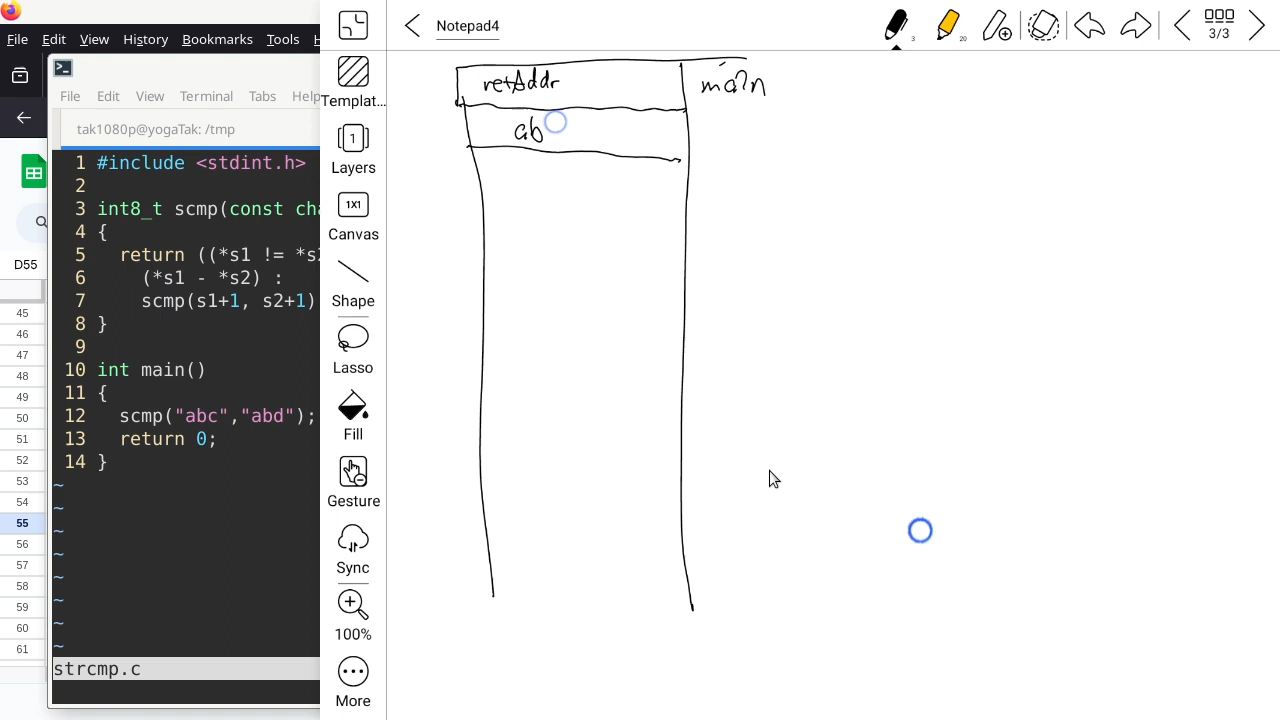 File Edit View History Bookmarks Tools H
File Edit View Terminal Tabs Help
tak1080p@yogaTak: /tmp
1 #include <stdint.h>
2
3 int8_t scmp(const cha
4 {
5 return ((*s1 != *s2
6 (*s1 - *s2) :
7 scmp(s1+1, s2+1)
8 }
9
10 int main()
11 {
12 scmp("abc","abd");
13 return 0;
14 }
~
~
~
~
~
~
~
~
strcmp.c
D55
45
46
47
48
49
50
51
52
53
54
55
56
57
58
59
60
61
Templat...
1
Layers
1X1
Canvas
Shape
Lasso
Fill
Gesture
Sync
100%
More
Notepad4
3
20
3/3
retAddr main
ab